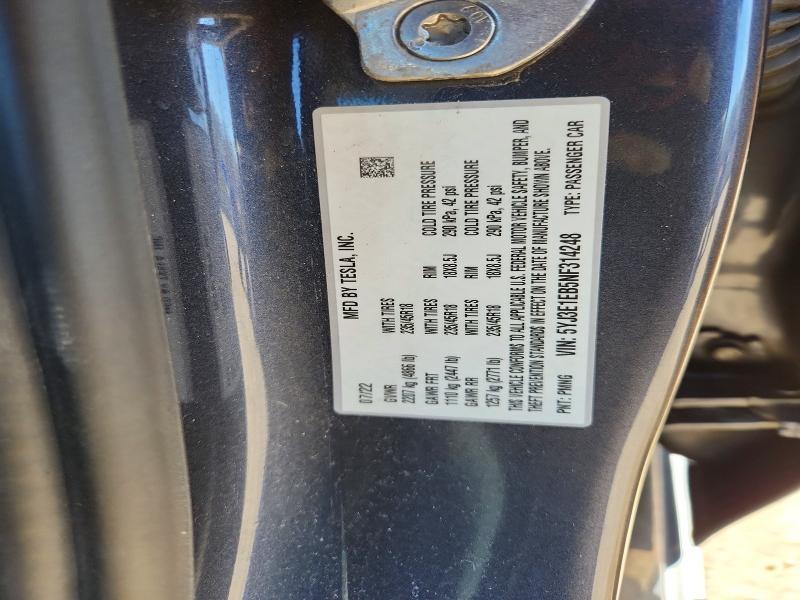 MFD BY TESLA, INC.
07/22
GVWR WITH TIRES RIM COLD TIRE PRESSURE
2207 kg (4866 lb) 235/45R18 18X8.5J 290 kPa, 42 psi
GAWR FRT WITH TIRES RIM COLD TIRE PRESSURE
1110 kg (2447 lb) 235/45R18 18X8.5J 290 kPa, 42 psi
GAWR RR WITH TIRES
1257 kg (2771 lb) 235/45R18
THIS VEHICLE CONFORMS TO ALL APPLICABLE U.S. FEDERAL MOTOR VEHICLE SAFETY, BUMPER, AND
THEFT PREVENTION STANDARDS IN EFFECT ON THE DATE OF MANUFACTURE SHOWN ABOVE.
PNT: PMNG VIN: 5YJ3E1EB5NF314248 TYPE: PASSENGER CAR